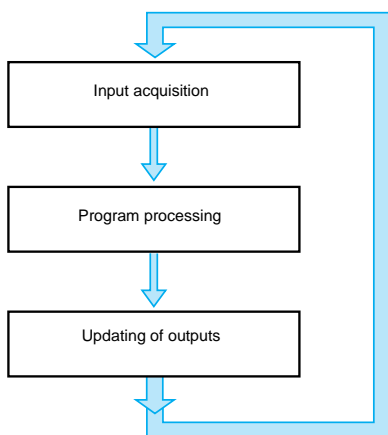 Input acquisition
Program processing
Updating of outputs